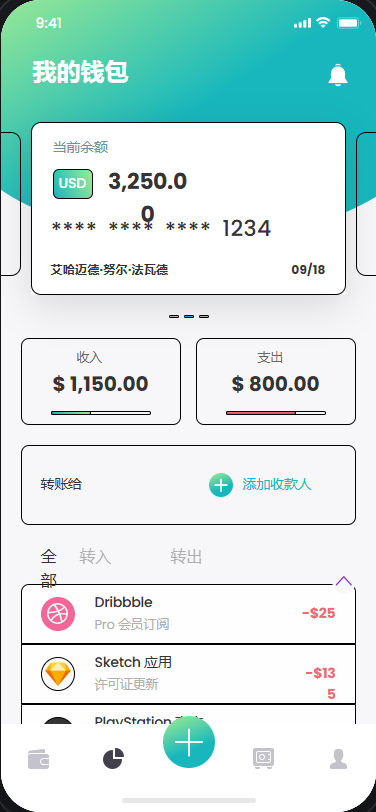 9:41
我的钱包
当前余额
USD 3,250.0
0
**** **** **** 1234
艾哈迈德·努尔·法瓦德 09/18
收入 支出
$ 1,150.00 $ 800.00
转账给 添加收款人
全 转入 转出
部
Dribbble
-$25
Pro 会员订阅
Sketch 应用
-$13
许可证更新
5
PlayStation